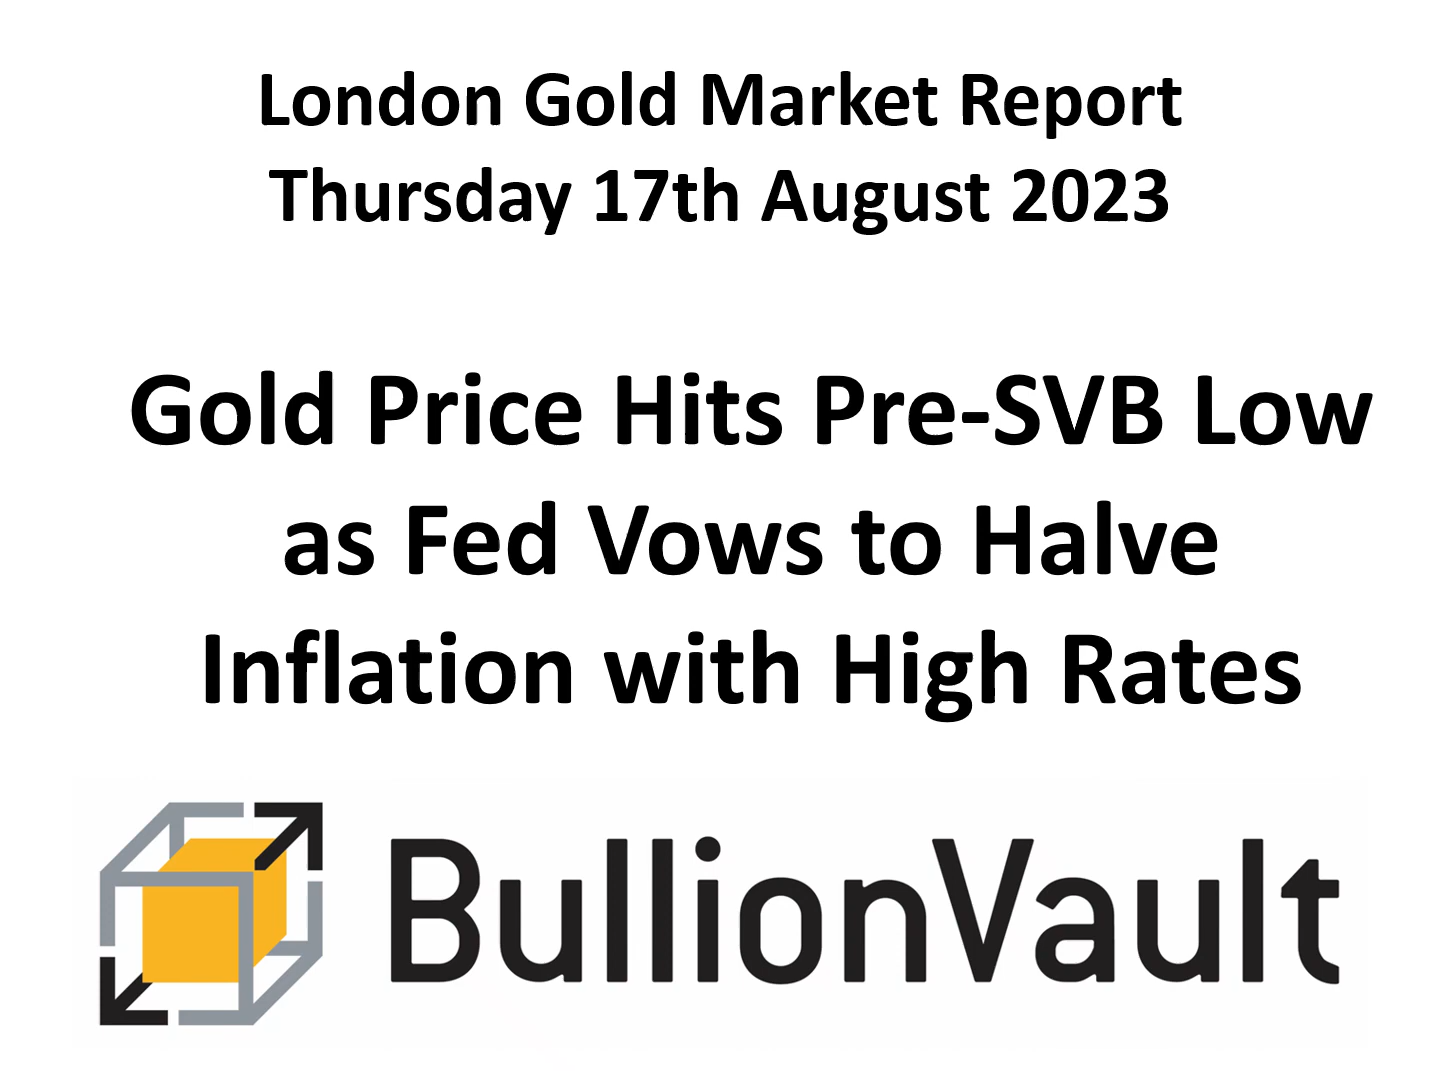 London Gold Market Report
Thursday 17th August 2023
Gold Price Hits Pre-SVB Low
as Fed Vows to Halve
Inflation with High Rates
BullionVault